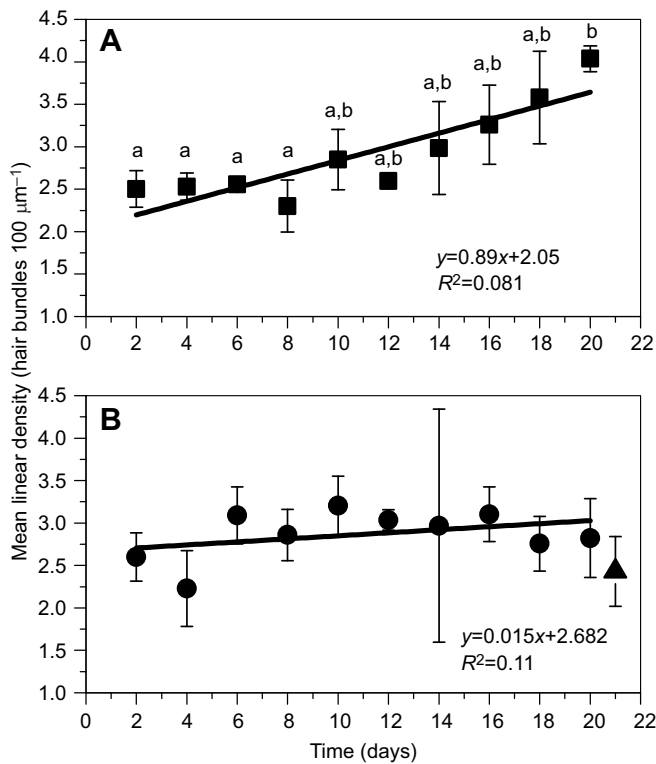 Mean linear density (hair bundles 100 μm⁻¹)
4.5
4.0
3.5
3.0
2.5
2.0
1.5
1.0
A
a a a a a,b a,b a,b a,b a,b b
y=0.89x+2.05
R²=0.081
0 2 4 6 8 10 12 14 16 18 20 22
4.5
4.0
3.5
3.0
2.5
2.0
1.5
1.0
B
y=0.015x+2.682
R²=0.11
0 2 4 6 8 10 12 14 16 18 20 22
Time (days)